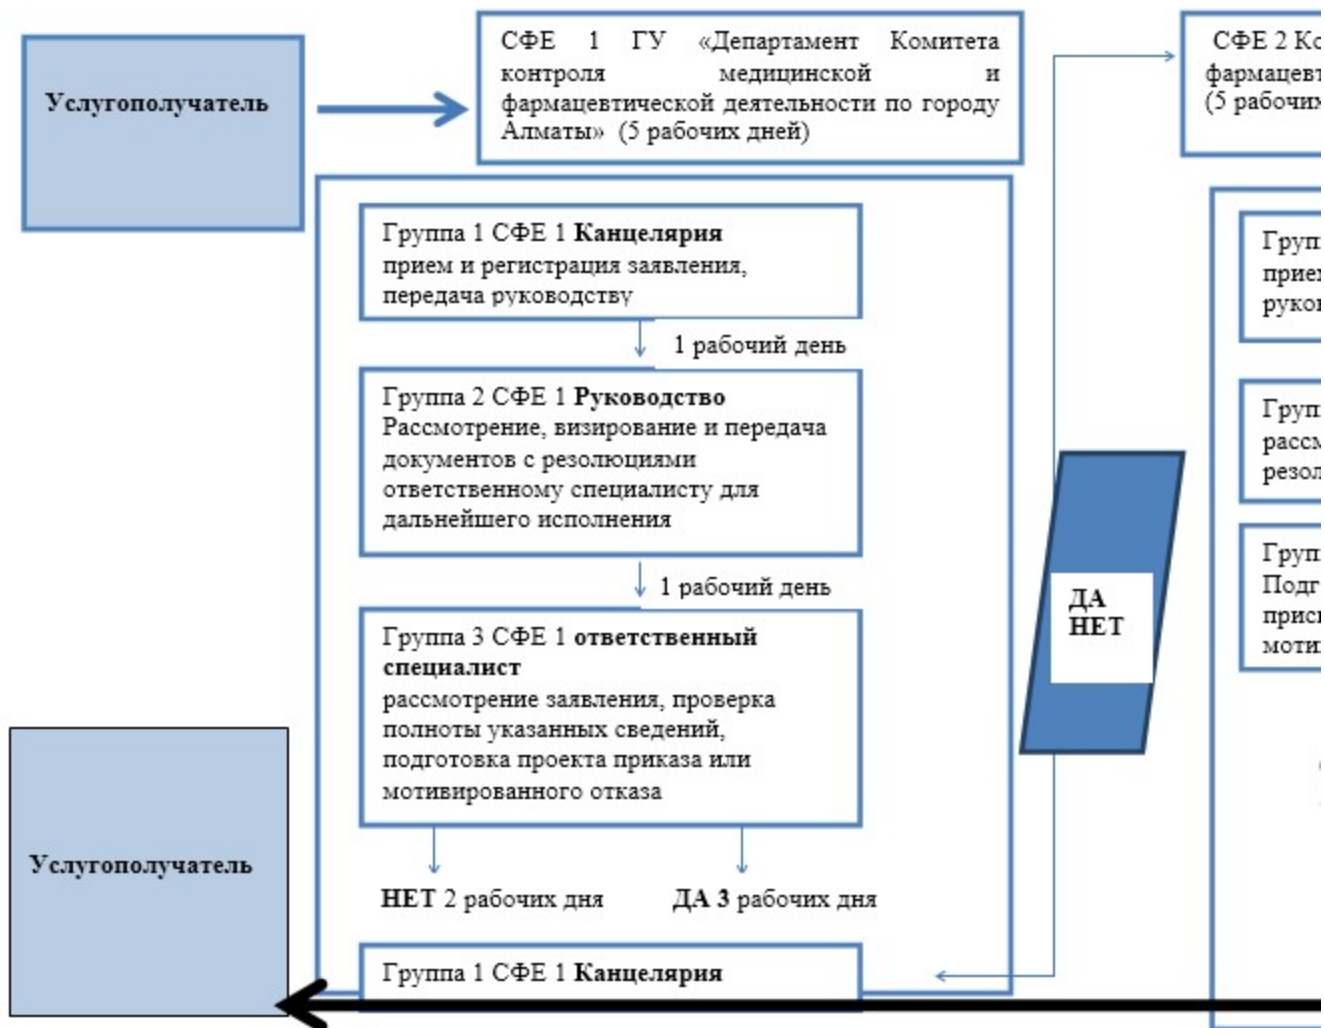 Услугополучатель
СФЕ 1 ГУ «Департамент Комитета
контроля медицинской и
фармацевтической деятельности по городу
Алматы» (5 рабочих дней)
СФЕ 2
(5 рабочих
Группа 1 СФЕ 1 Канцелярия
прием и регистрация заявления,
передача руководству
1 рабочий день
Группа 2 СФЕ 1 Руководство
Рассмотрение, визирование и передача
документов с резолюциями
ответственному специалисту для
дальнейшего исполнения
1 рабочий день
Группа 3 СФЕ 1 ответственный
специалист
рассмотрение заявления, проверка
полноты указанных сведений,
подготовка проекта приказа или
мотивированного отказа
НЕТ 2 рабочих дня
ДА 3 рабочих дня
Группа 1 СФЕ 1 Канцелярия
ДА
НЕТ
Услугополучатель